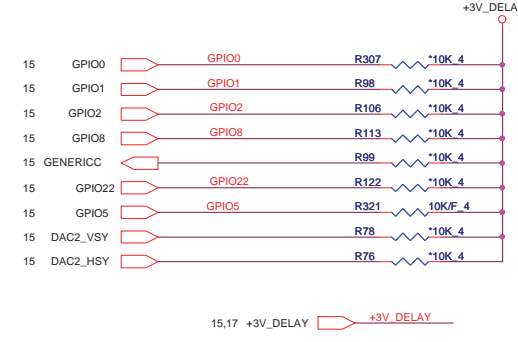 +3V_DELA
15 GPIO0 GPIO0 R307 *10K_4
15 GPIO1 GPIO1 R98 *10K_4
15 GPIO2 GPIO2 R106 *10K_4
15 GPIO8 GPIO8 R113 *10K_4
15 GENERICC R99 *10K_4
15 GPIO22 GPIO22 R122 *10K_4
15 GPIO5 GPIO5 R321 10K/F_4
15 DAC2_VSY R78 *10K_4
15 DAC2_HSY R76 *10K_4
15,17 +3V_DELAY +3V_DELAY